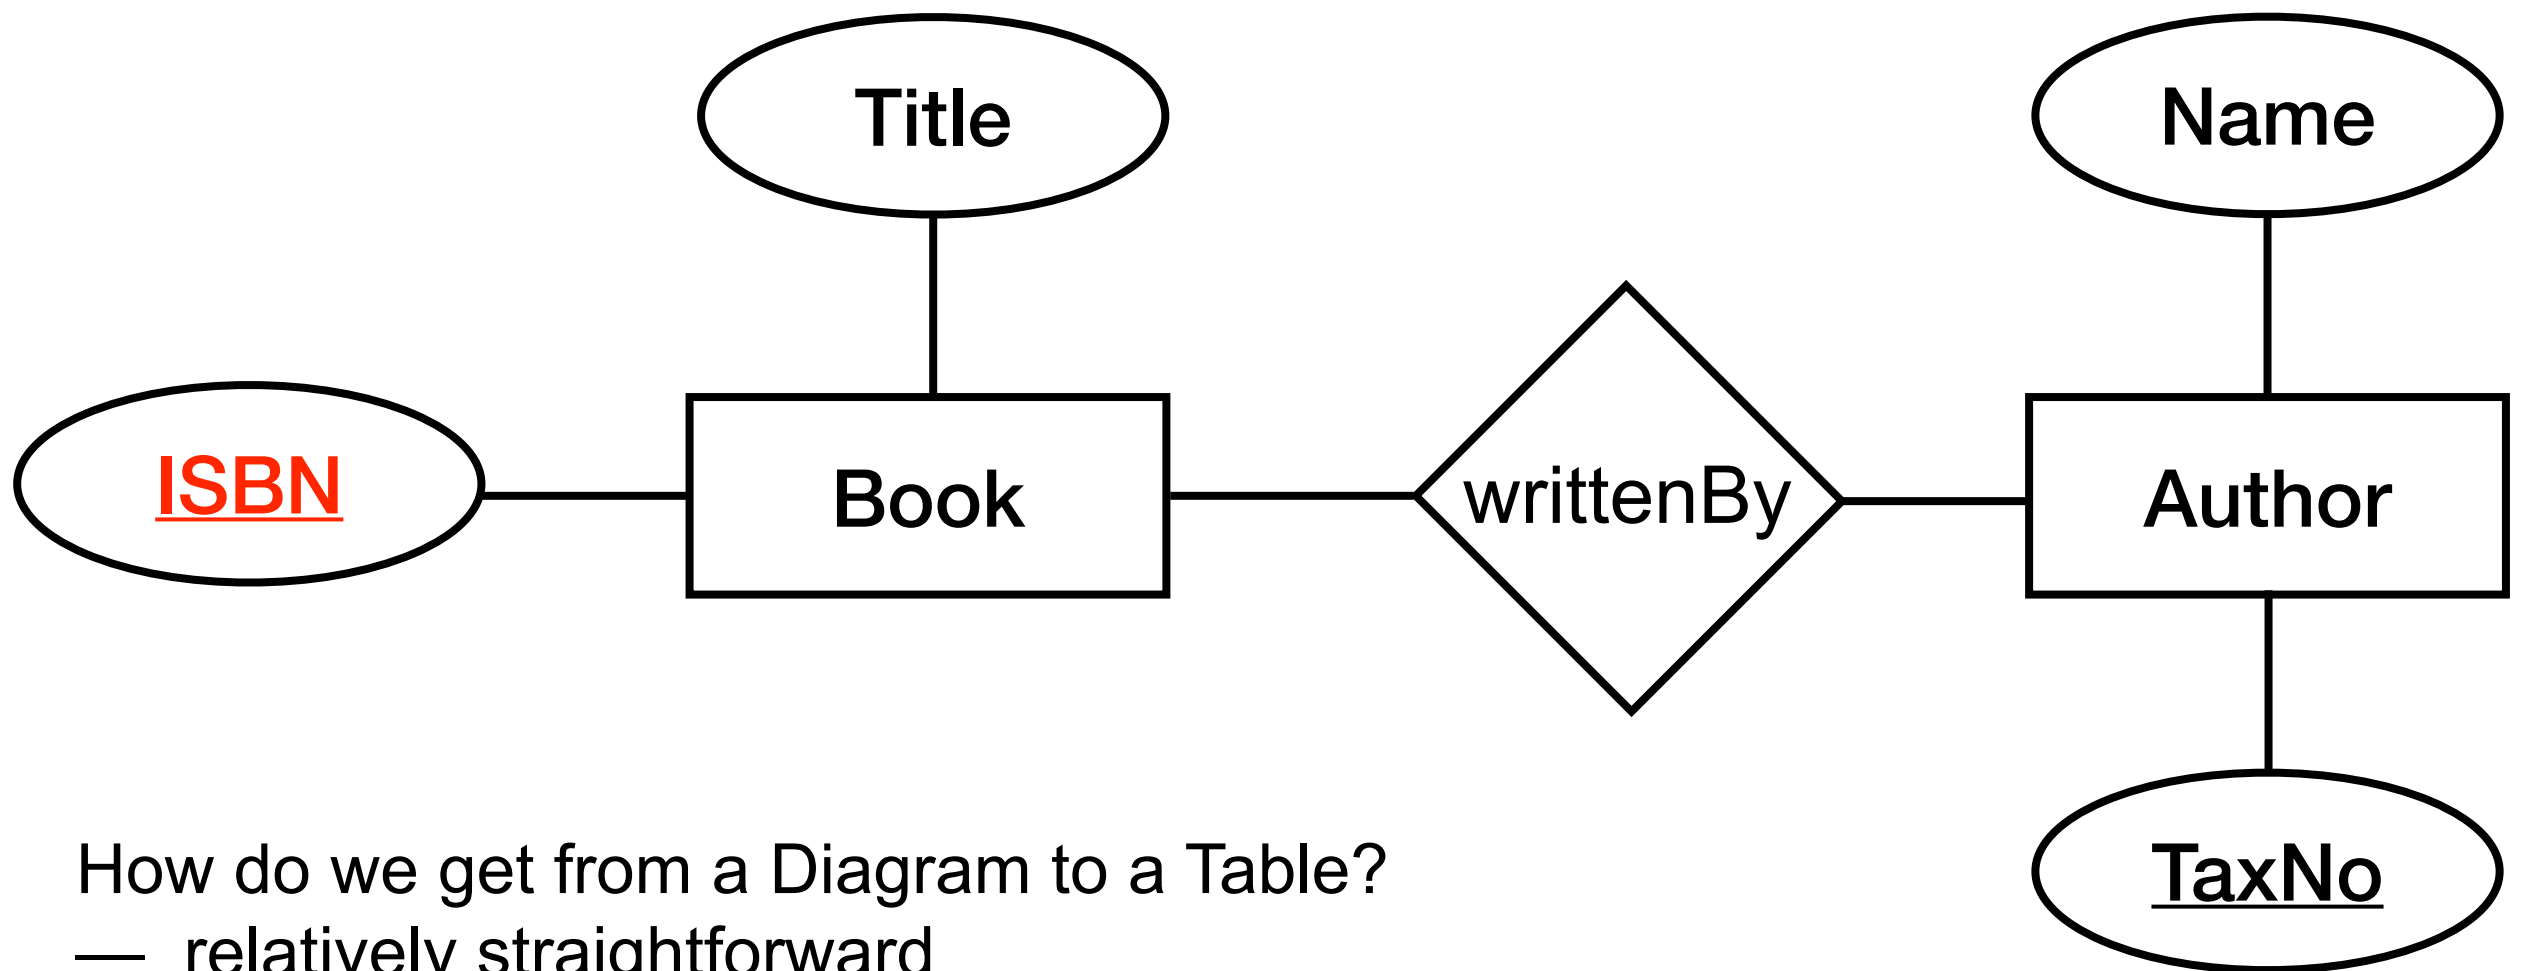 Title
Name
ISBN
Book
writtenBy
Author
How do we get from a Diagram to a Table?
TaxNo
— relatively straightforward